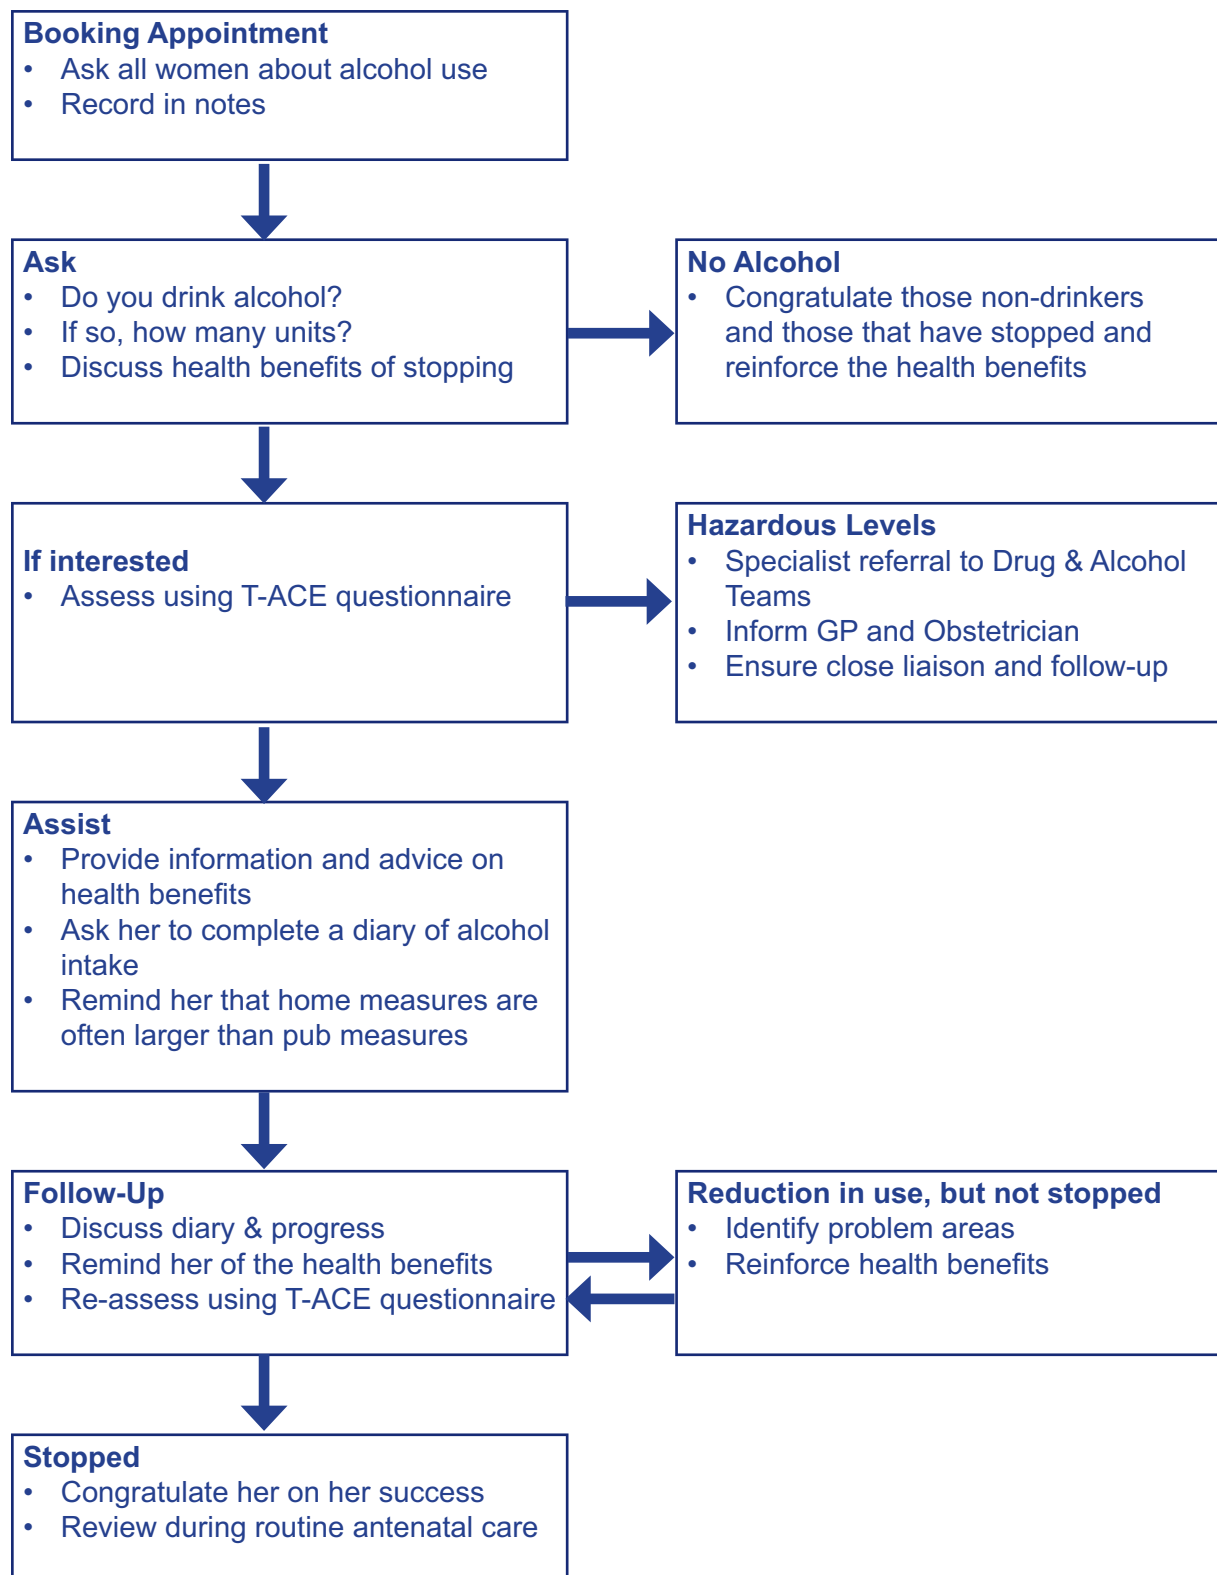 Booking Appointment
• Ask all women about alcohol use
• Record in notes
Ask
• Do you drink alcohol?
• If so, how many units?
• Discuss health benefits of stopping
No Alcohol
• Congratulate those non-drinkers
and those that have stopped and
reinforce the health benefits
If interested
• Assess using T-ACE questionnaire
Hazardous Levels
• Specialist referral to Drug & Alcohol
Teams
• Inform GP and Obstetrician
• Ensure close liaison and follow-up
Assist
• Provide information and advice on
health benefits
• Ask her to complete a diary of alcohol
intake
• Remind her that home measures are
often larger than pub measures
Follow-Up
• Discuss diary & progress
• Remind her of the health benefits
• Re-assess using T-ACE questionnaire
Reduction in use, but not stopped
• Identify problem areas
• Reinforce health benefits
Stopped
• Congratulate her on her success
• Review during routine antenatal care